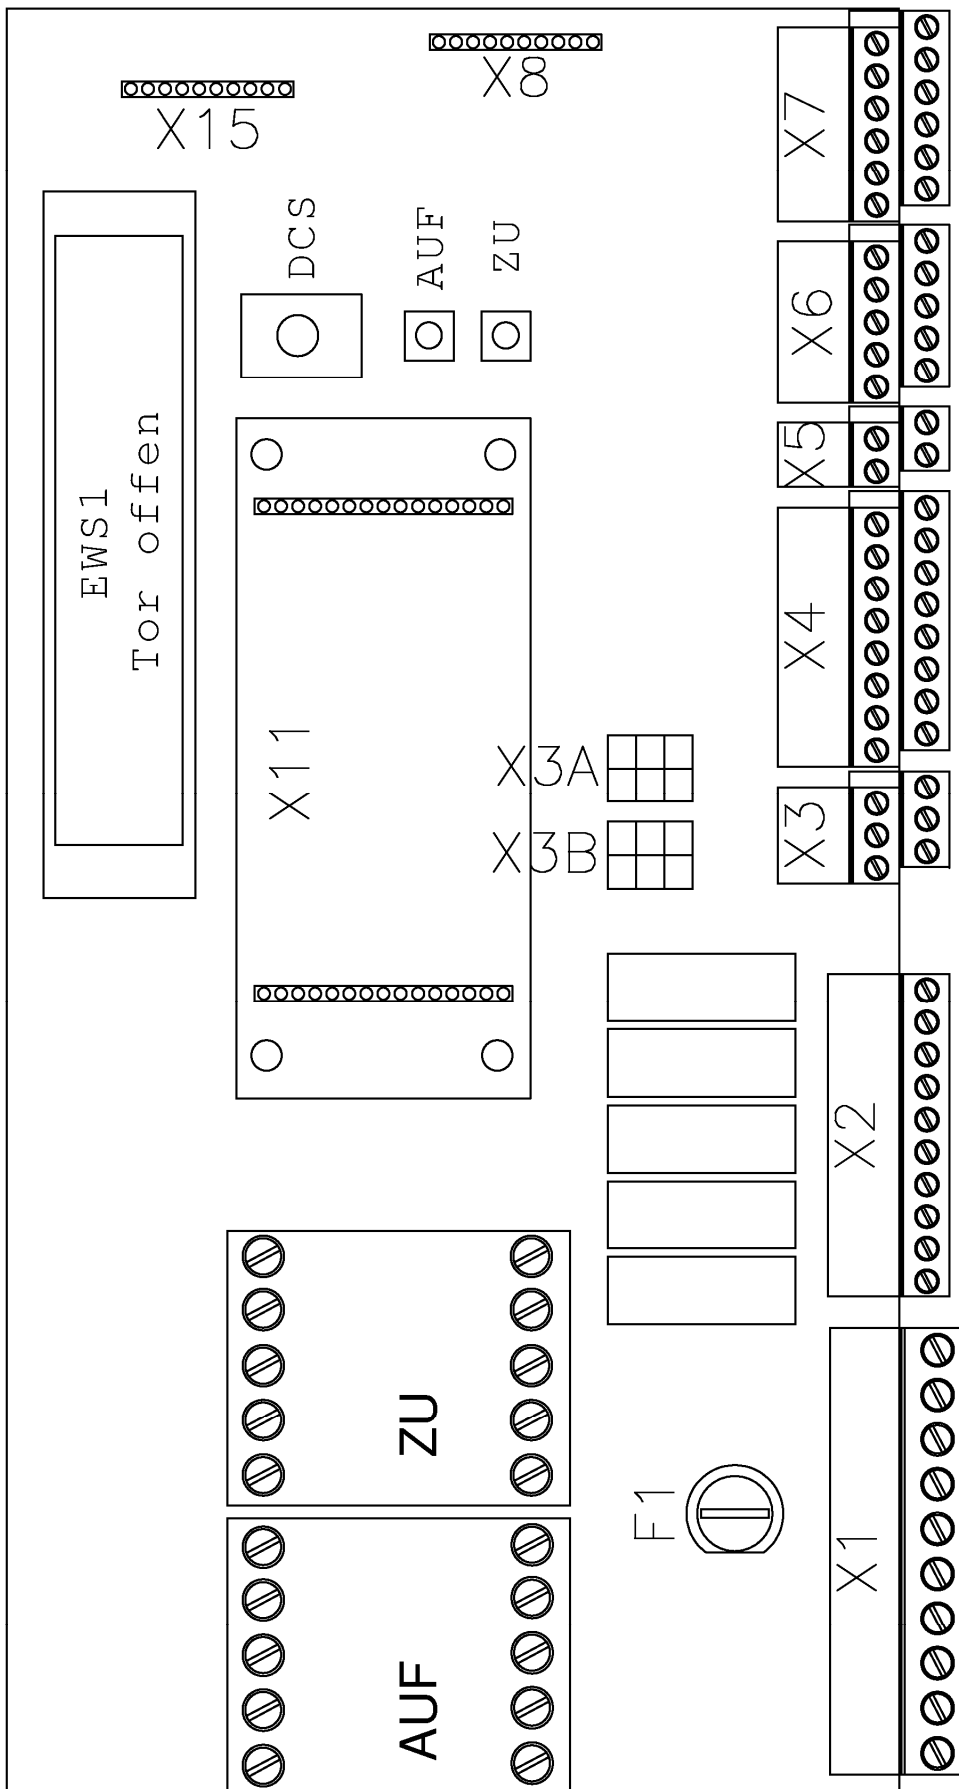 X8
X15
X7
DCS
AUF
ZU
X6
X5
EWS1
Tor offen
X4
X11
X3A
X3
X3B
X2
ZU
F1
X1
AUF